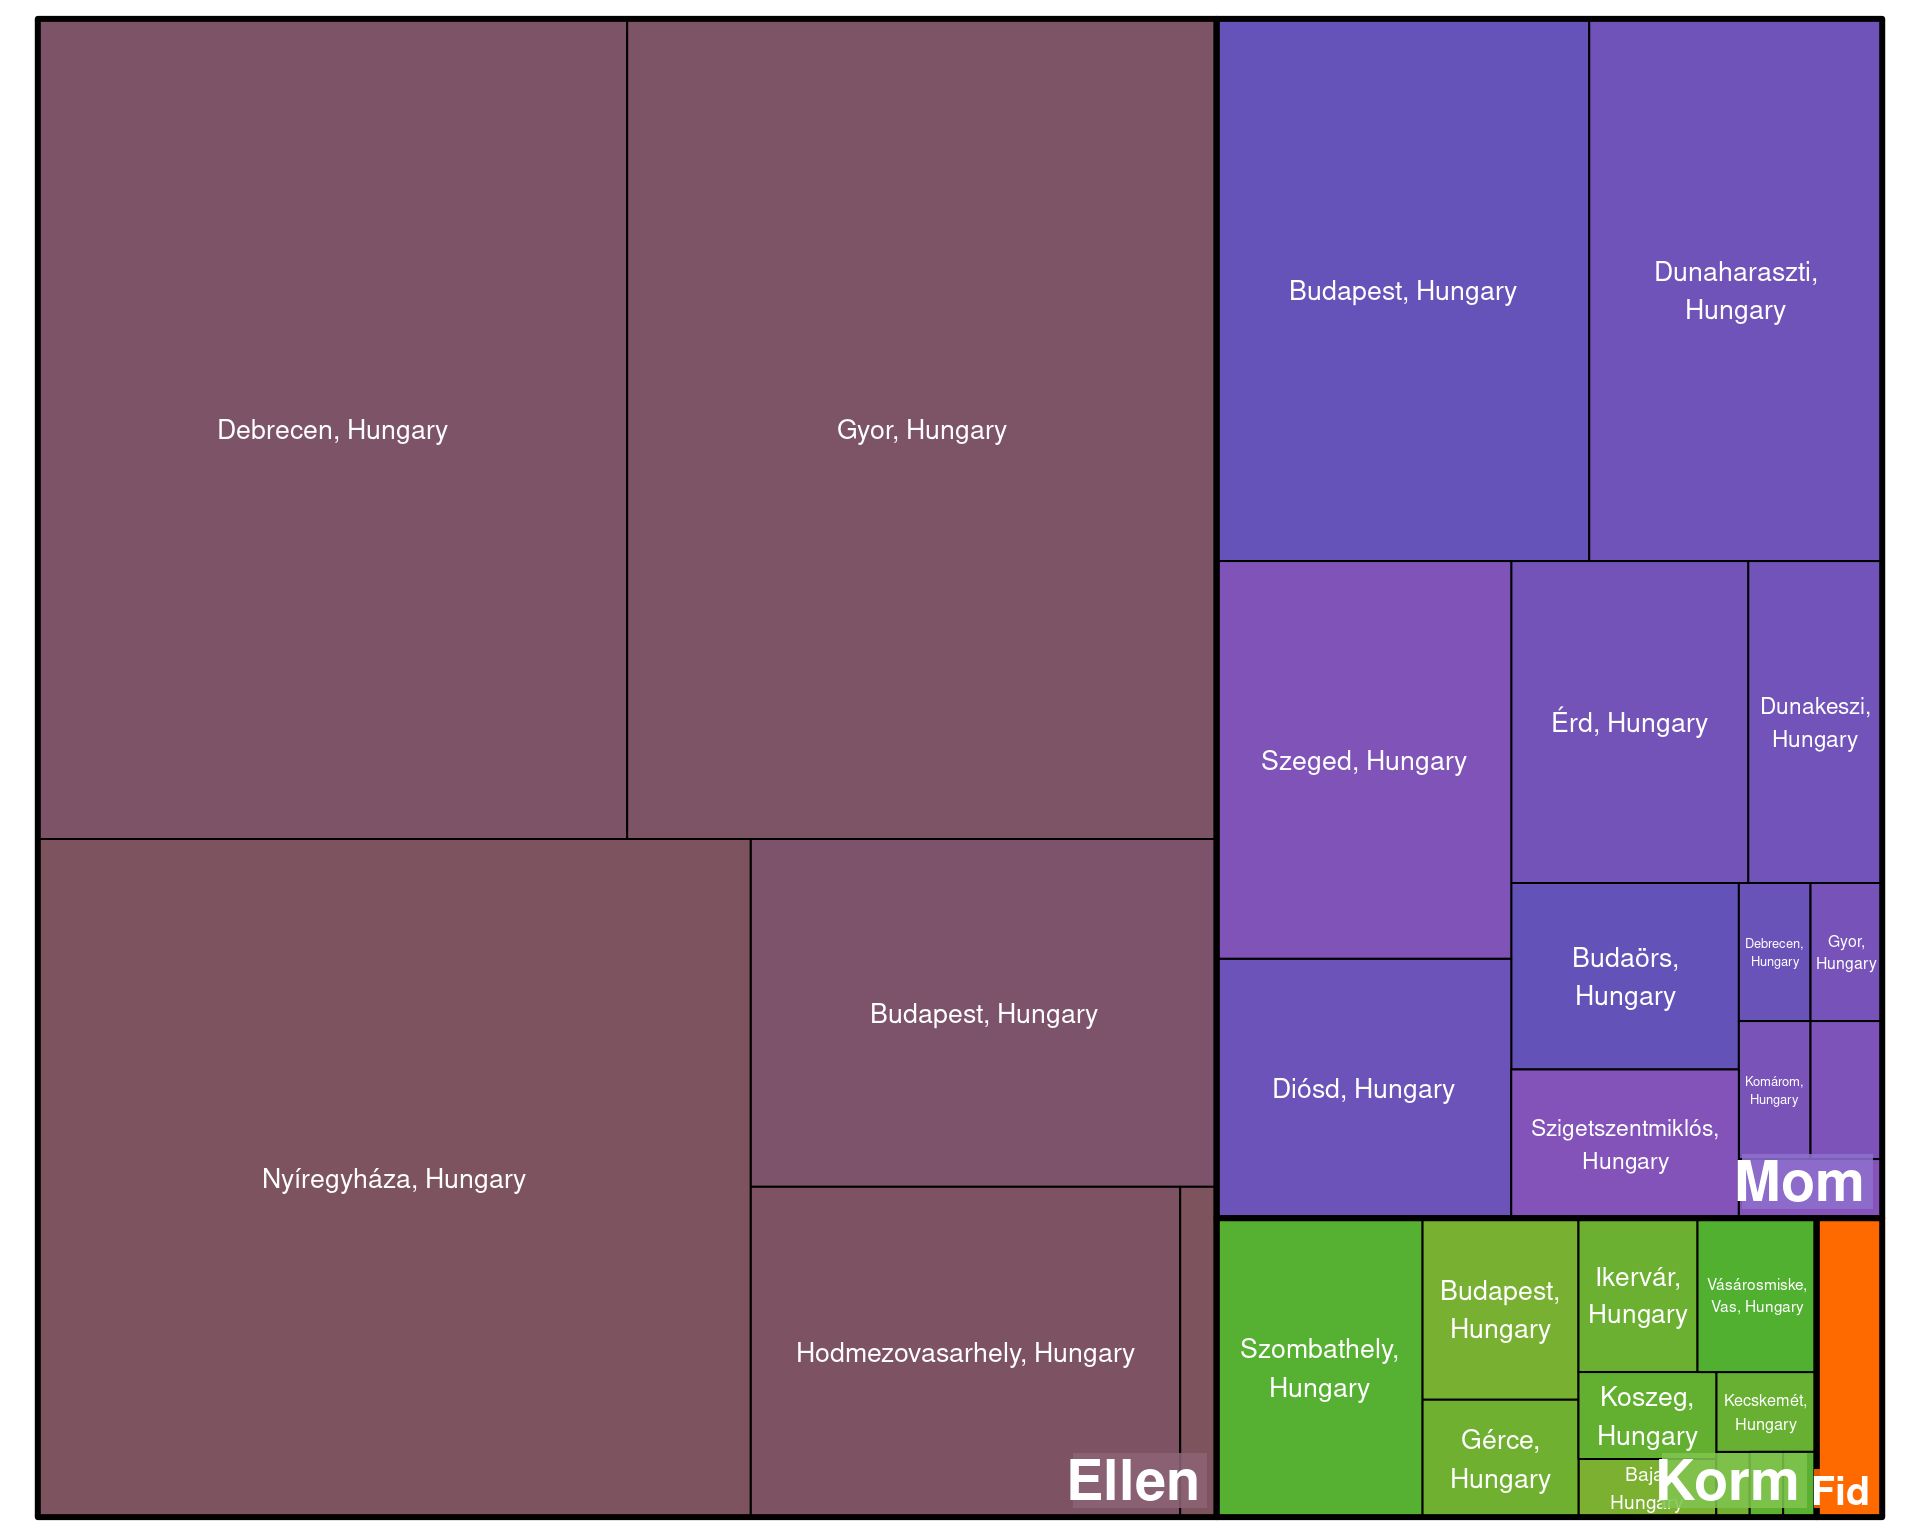 Debrecen, Hungary
Gyor, Hungary
Nyíregyháza, Hungary
Budapest, Hungary
Hodmezovasarhely, Hungary
Ellen
Budapest, Hungary
Dunaharaszti,
Hungary
Szeged, Hungary
Érd, Hungary
Dunakeszi,
Hungary
Diósd, Hungary
Budaörs,
Hungary
Debrecen,
Hungary
Gyor,
Hungary
Komárom,
Hungary
Szigetszentmiklós,
Hungary
Mom
Szombathely,
Hungary
Budapest,
Hungary
Gérce,
Hungary
Ikervár,
Hungary
Vásárosmiske,
Vas, Hungary
Koszeg,
Hungary
Kecskemét,
Hungary
Baja,
Hungary
Korm
Fid